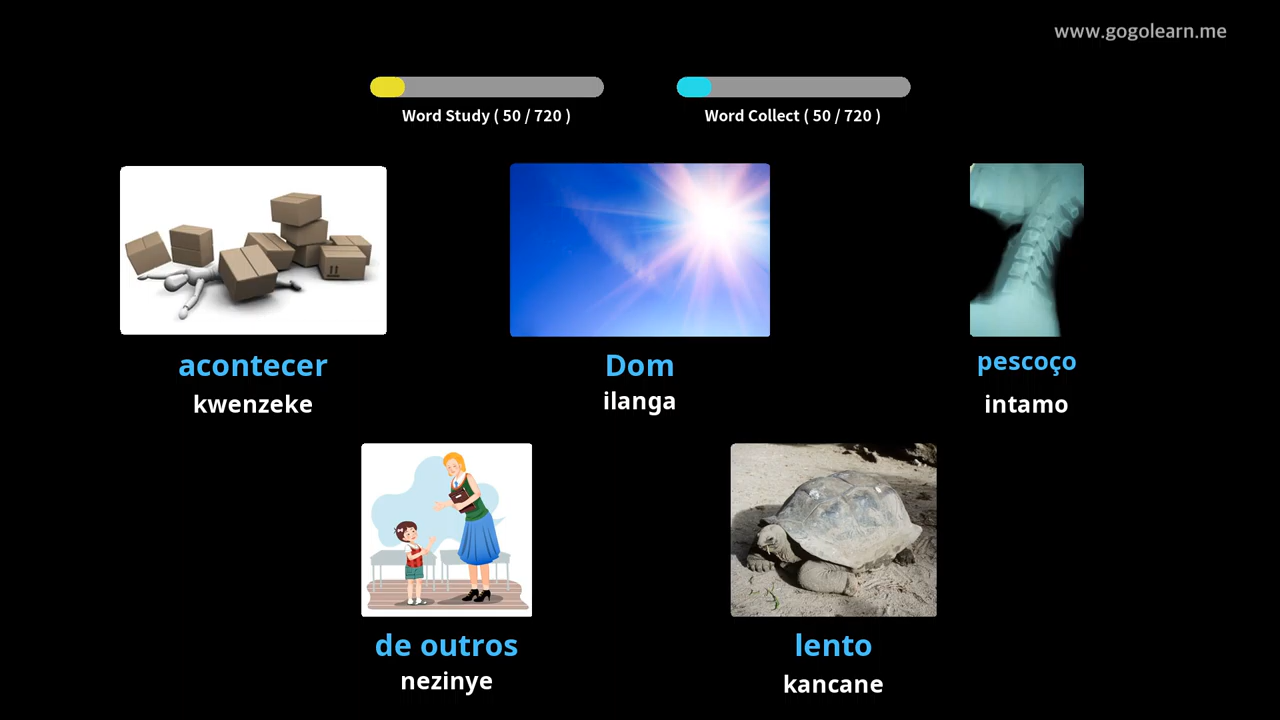 www.gogolearn.me
Word Study ( 50 / 720 )
Word Collect ( 50 / 720 )
acontecer
kwenzeke
Dom
ilanga
pescoço
intamo
de outros
nezinye
lento
kancane